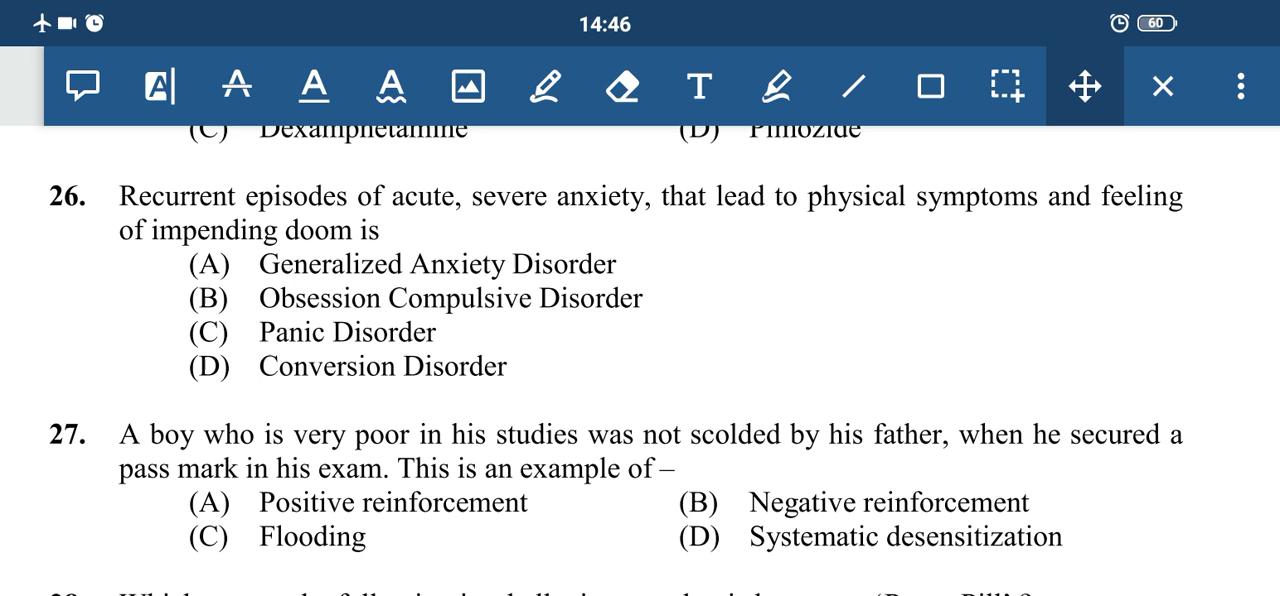 14:46
60
(C) Dexamphetamine (D) Pimozide
26. Recurrent episodes of acute, severe anxiety, that lead to physical symptoms and feeling
of impending doom is
(A) Generalized Anxiety Disorder
(B) Obsession Compulsive Disorder
(C) Panic Disorder
(D) Conversion Disorder
27. A boy who is very poor in his studies was not scolded by his father, when he secured a
pass mark in his exam. This is an example of –
(A) Positive reinforcement (B) Negative reinforcement
(C) Flooding (D) Systematic desensitization